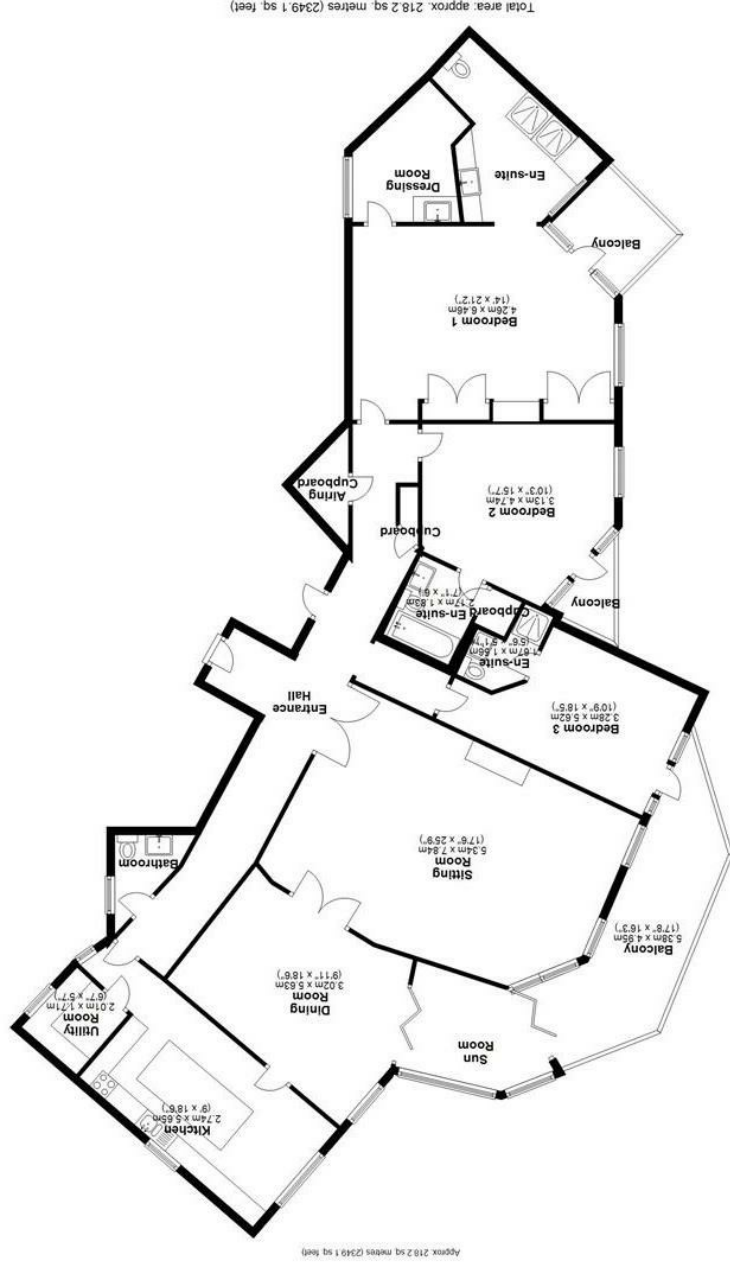 Approx. 218.2 sq. metres (2349.1 sq. feet)
Kitchen
2.74m x 5.65m
(9' x 18'6")
Utility
Room
2.01m x 1.71m
(6'7" x 5'7")
Sun
Room
Dining
Room
3.02m x 5.63m
(9'11" x 18'6")
Balcony
5.38m x 4.95m
(17'8" x 16'3")
Bathroom
Sitting
Room
5.34m x 7.84m
(17'6" x 25'9")
Entrance
Hall
Bedroom 3
3.28m x 5.62m
(10'9" x 18'5")
En-suite
1.67m x 1.56m
(5'6" x 5'1")
Cupboard
En-suite
2.17m x 1.83m
(7'1" x 6')
Balcony
Cupboard
Bedroom 2
3.13m x 4.74m
(10'3" x 15'7")
Airing
Cupboard
Bedroom 1
4.26m x 6.46m
(14' x 21'2")
Balcony
En-suite
Dressing
Room
Total area: approx. 218.2 sq. metres (2349.1 sq. feet)